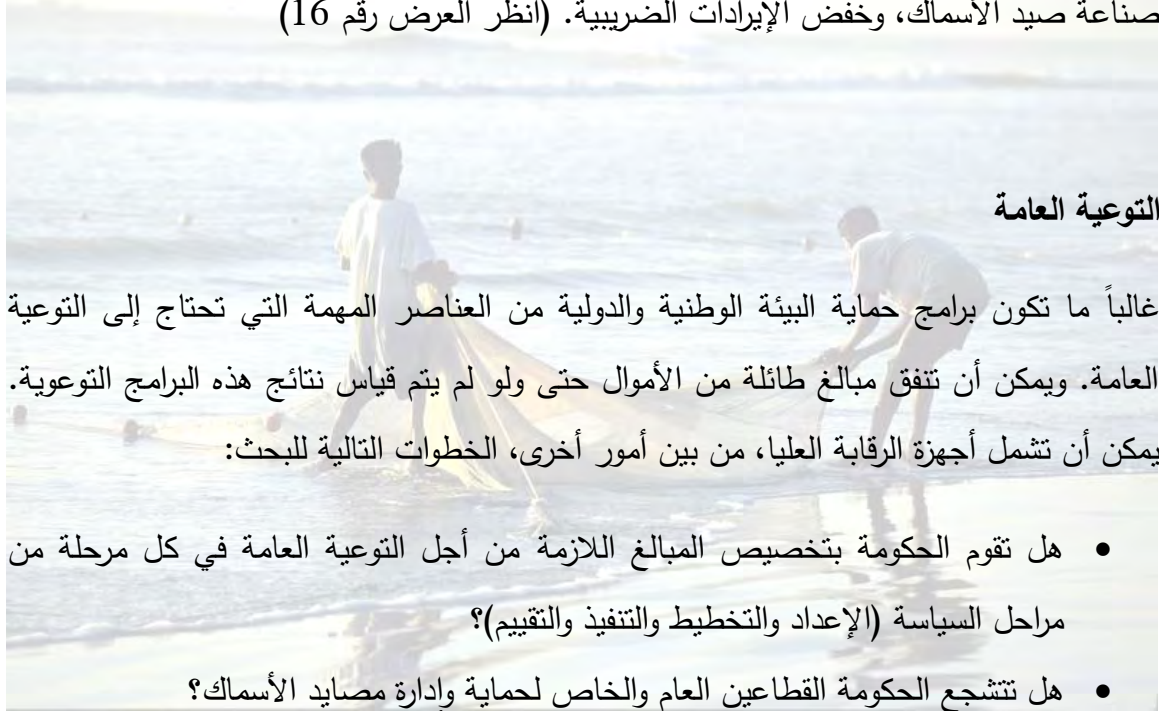 صناعة صيد الأسماك، وخفض الإيرادات الضريبية. (انظر العرض رقم 16)
التوعية العامة
غالباً ما تكون برامج حماية البيئة الوطنية والدولية من العناصر المهمة التي تحتاج إلى التوعية
العامة. ويمكن أن تنفق مبالغ طائلة من الأموال حتى ولو لم يتم قياس نتائج هذه البرامج التوعوية.
يمكن أن تشمل أجهزة الرقابة العليا، من بين أمور أخرى، الخطوات التالية للبحث:
• هل تقوم الحكومة بتخصيص المبالغ اللازمة من أجل التوعية العامة في كل مرحلة من
مراحل السياسة (الإعداد والتخطيط والتنفيذ والتقييم)؟
• هل تتشجع الحكومة القطاعين العام والخاص لحماية وإدارة مصايد الأسماك؟